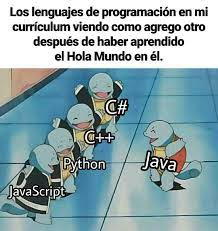 Los lenguajes de programación en mi
currículum viendo como agrego otro
después de haber aprendido
el Hola Mundo en él.
C#
C++
Python
Java
JavaScript